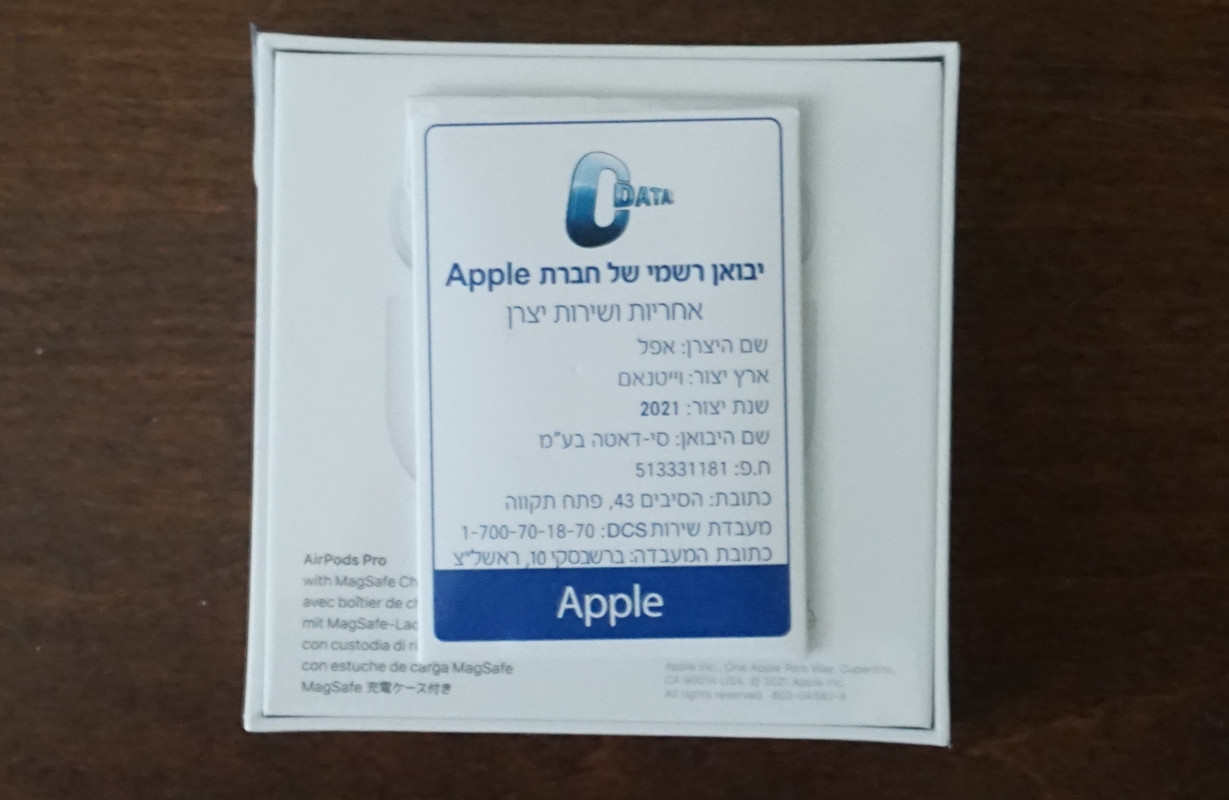 C DATA
יבואן רשמי של חברת Apple
אחריות ושירות יצרן
שם היצרן: אפל
ארץ יצור: וייטנאם
שנת יצור: 2021
שם היבואן: סי-דאטה בע"מ
ח.פ: 513331181
כתובת: הסיבים 43, פתח תקווה
מעבדת שירות DCS: 1-700-70-18-70
כתובת המעבדה: ברשבסקי 10, ראשל"צ
Apple
AirPods Pro
with MagSafe Ch
avec boîtier de ch
mit MagSafe-Lad
con custodia di ri
con estuche de carga MagSafe
MagSafe 充電ケース付き
Apple Inc., One Apple Park Way, Cupertino,
CA 95014 USA. © 2021 Apple Inc.
All rights reserved.